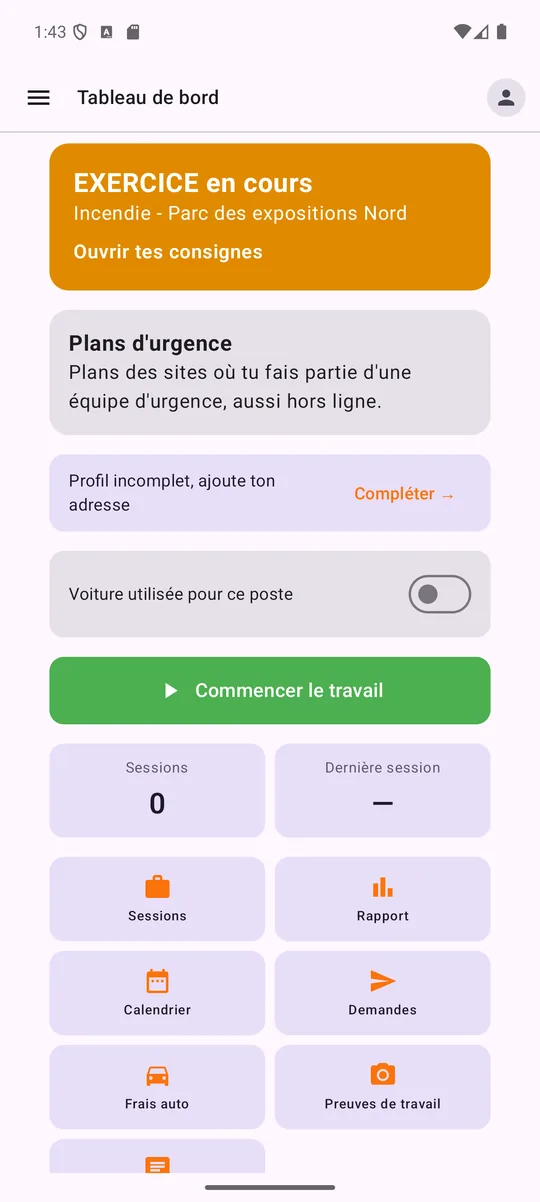 1:43
Tableau de bord
EXERCICE en cours
Incendie - Parc des expositions Nord
Ouvrir tes consignes
Plans d'urgence
Plans des sites où tu fais partie d'une
équipe d'urgence, aussi hors ligne.
Profil incomplet, ajoute ton
adresse
Compléter →
Voiture utilisée pour ce poste
Commencer le travail
Sessions
0
Dernière session
—
Sessions
Rapport
Calendrier
Demandes
Frais auto
Preuves de travail